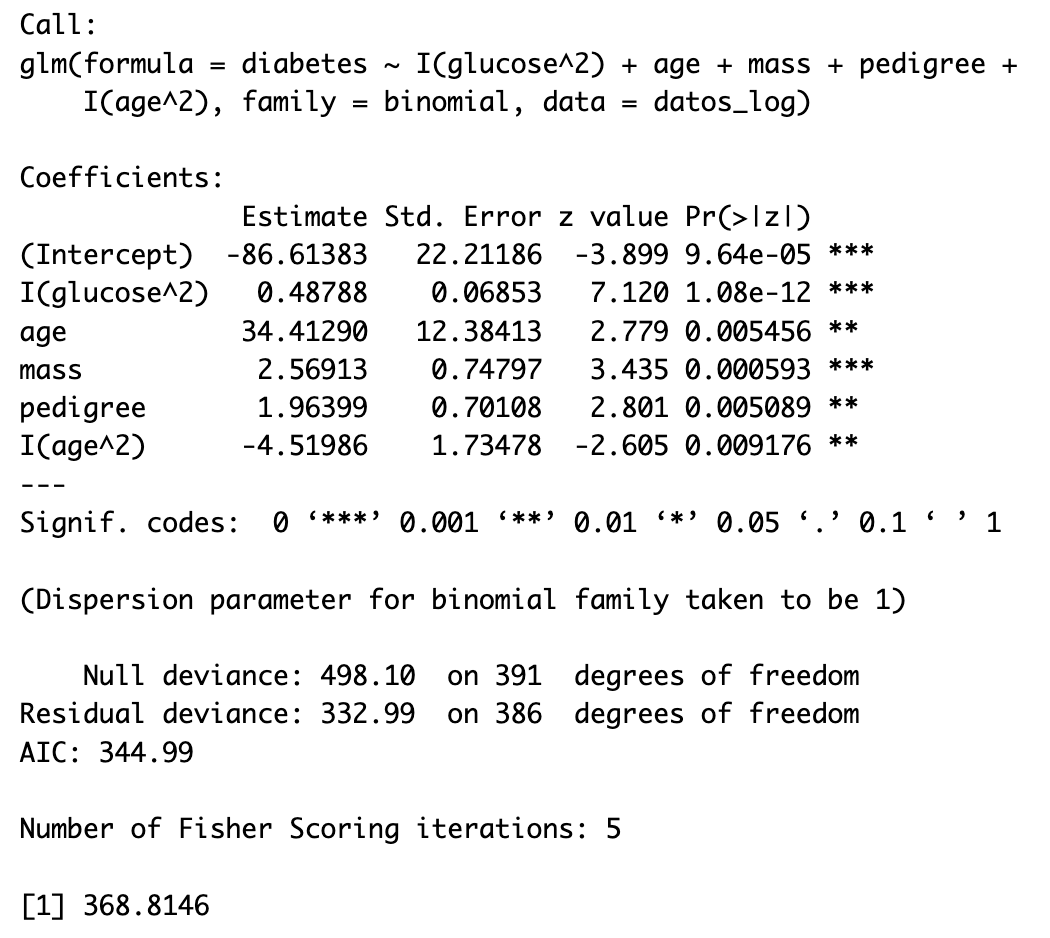 Call:
glm(formula = diabetes ~ I(glucose^2) + age + mass + pedigree +
    I(age^2), family = binomial, data = datos_log)

Coefficients:
              Estimate Std. Error z value Pr(>|z|)
(Intercept)  -86.61383   22.21186  -3.899 9.64e-05 ***
I(glucose^2)   0.48788    0.06853   7.120 1.08e-12 ***
age           34.41290   12.38413   2.779 0.005456 **
mass           2.56913    0.74797   3.435 0.000593 ***
pedigree       1.96399    0.70108   2.801 0.005089 **
I(age^2)      -4.51986    1.73478  -2.605 0.009176 **
---
Signif. codes:  0 ‘***’ 0.001 ‘**’ 0.01 ‘*’ 0.05 ‘.’ 0.1 ‘ ’ 1

(Dispersion parameter for binomial family taken to be 1)

    Null deviance: 498.10  on 391  degrees of freedom
Residual deviance: 332.99  on 386  degrees of freedom
AIC: 344.99

Number of Fisher Scoring iterations: 5

[1] 368.8146